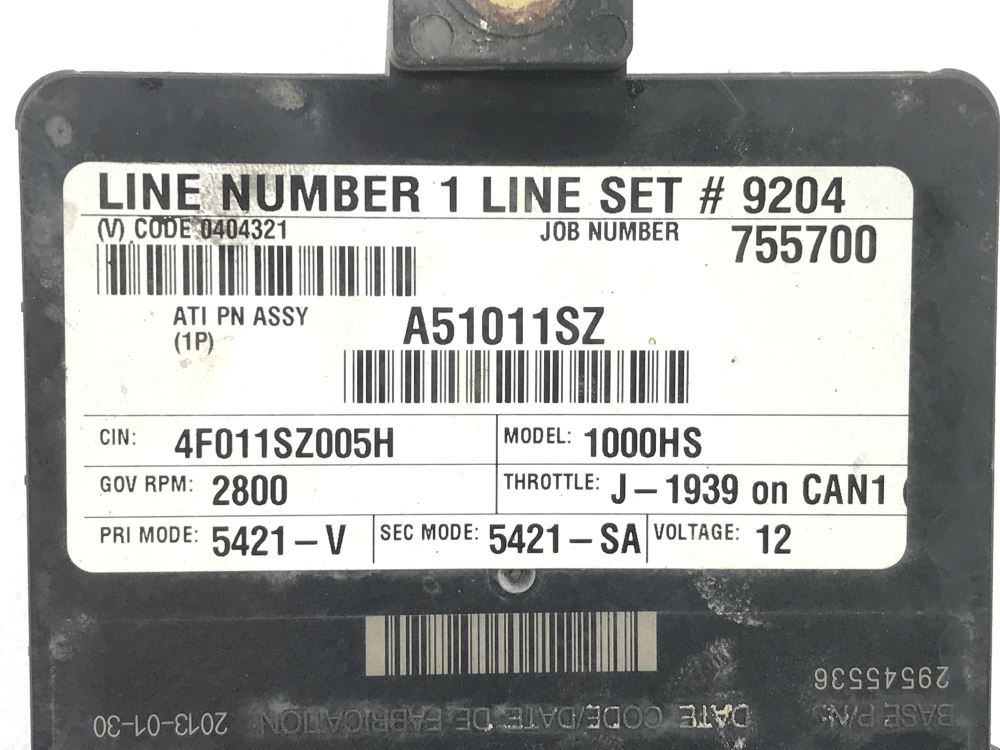 LINE NUMBER 1 LINE SET # 9204
(V) CODE 0404321
JOB NUMBER 755700
ATI PN ASSY
(1P)
A51011SZ
CIN: 4F011SZ005H
MODEL: 1000HS
GOV RPM: 2800
THROTTLE: J-1939 on CAN1 (
PRI MODE: 5421-V
SEC MODE: 5421-SA
VOLTAGE: 12
BASE P/N: 29545536
DATE CODE/DATE DE FABRICATION 2013-01-30